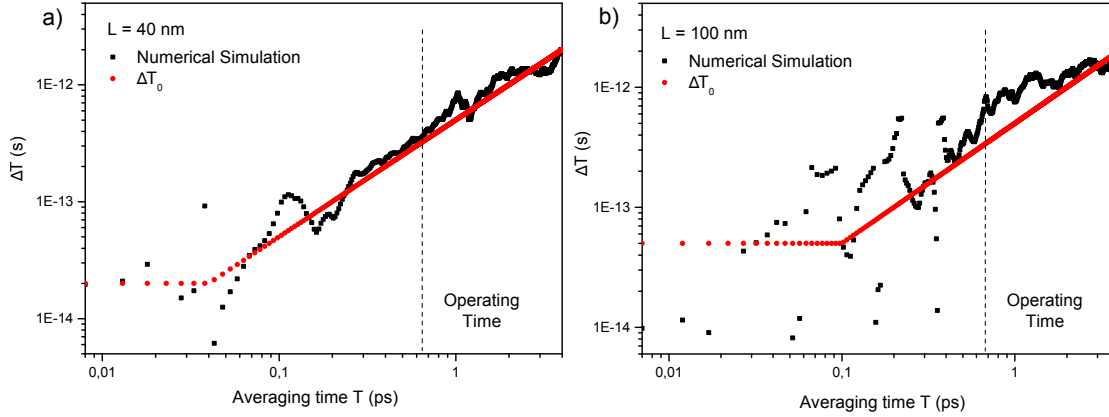 a)
L = 40 nm
Numerical Simulation
ΔT₀
1E-12
1E-13
1E-14
ΔT (s)
Operating
Time
0,01
0,1
1
Averaging time T (ps)
b)
L = 100 nm
Numerical Simulation
ΔT₀
1E-12
1E-13
1E-14
ΔT (s)
Operating
Time
0,01
0,1
1
Averaging time T (ps)